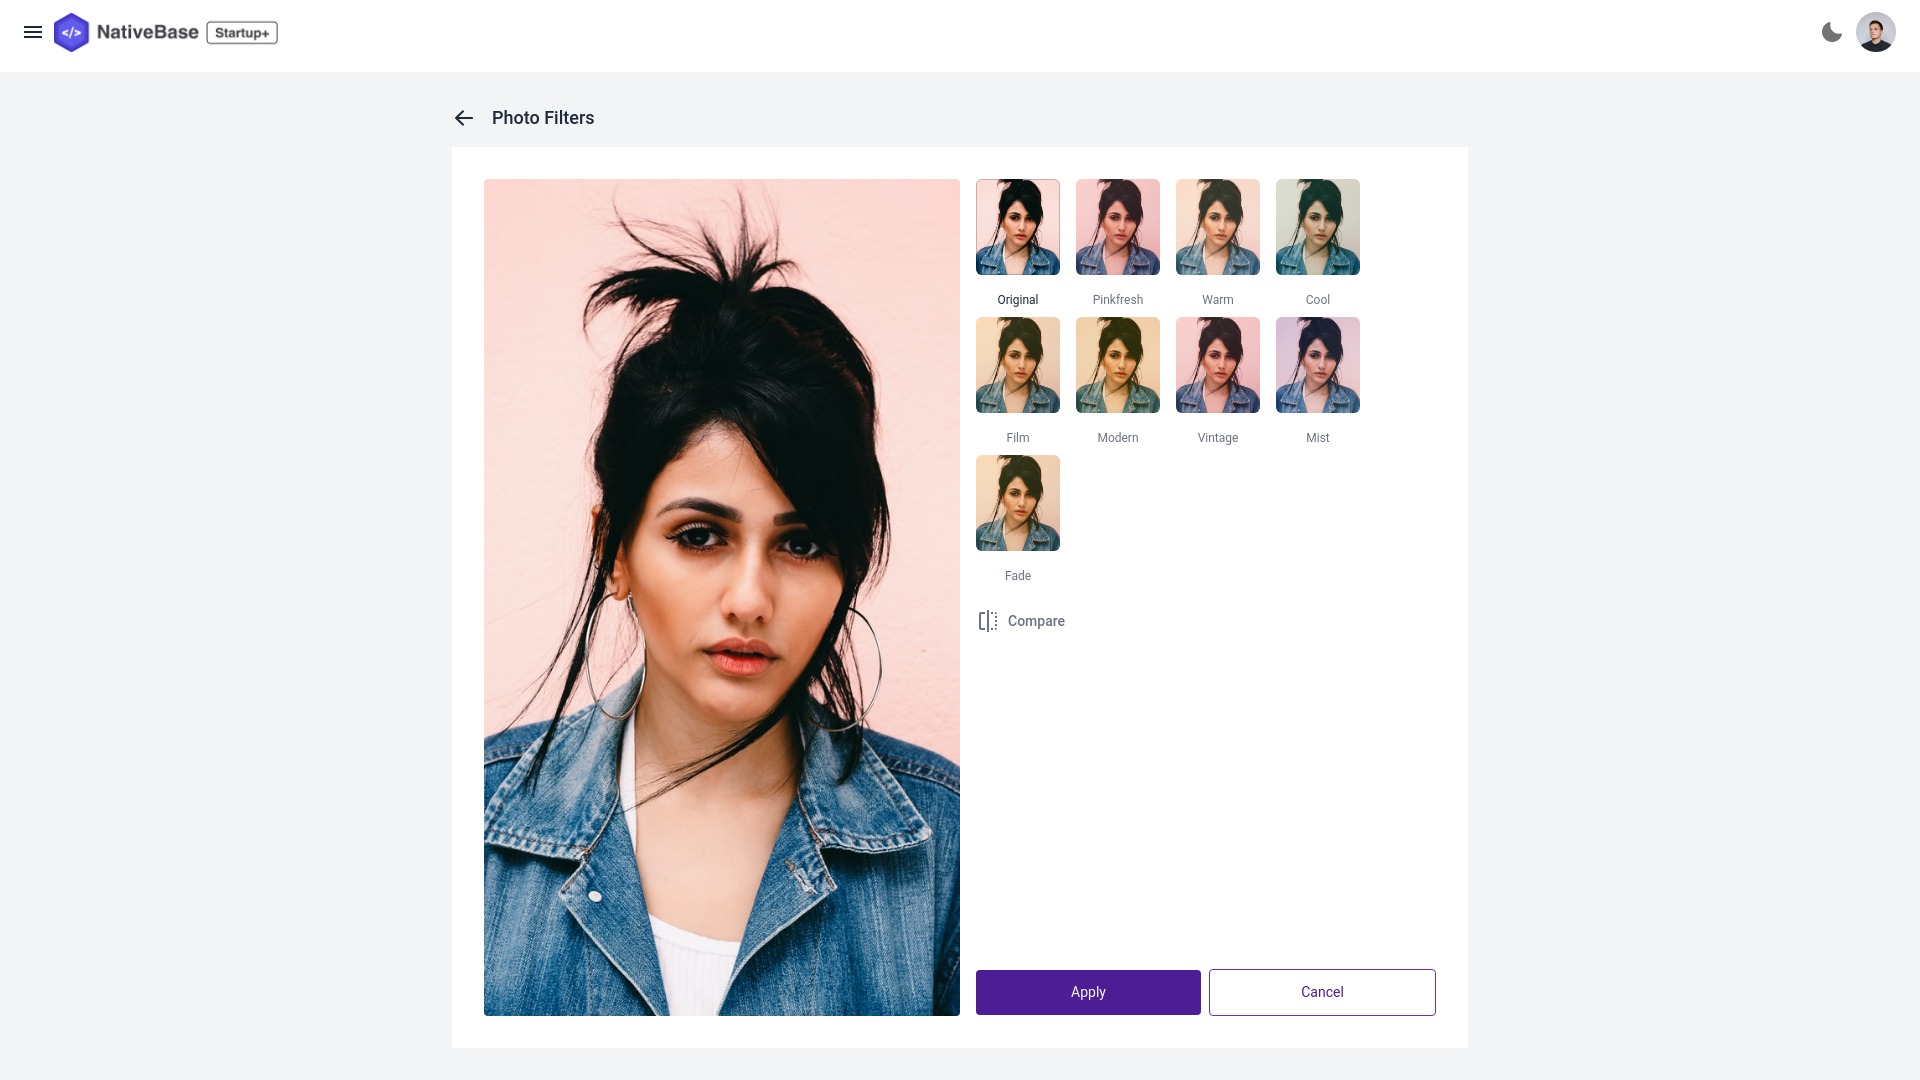 </> NativeBase Startup+
Photo Filters
Original Pinkfresh Warm Cool
Film Modern Vintage Mist
Fade
Compare
Apply Cancel